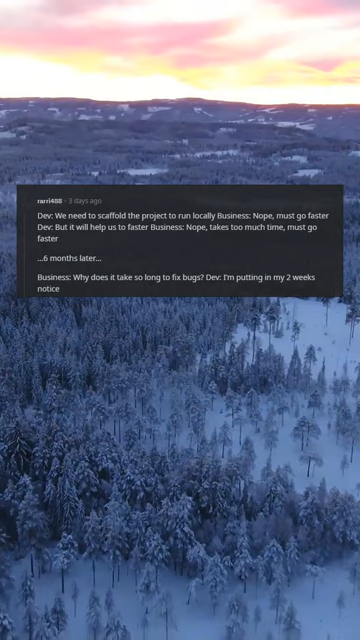 rarri488 · 3 days ago
Dev: We need to scaffold the project to run locally Business: Nope, must go faster
Dev: But it will help us to faster Business: Nope, takes too much time, must go
faster
...6 months later...
Business: Why does it take so long to fix bugs? Dev: I'm putting in my 2 weeks
notice